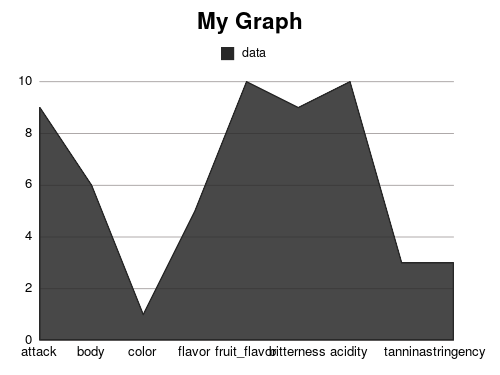 My Graph
data
10
8
6
4
2
0
attack body color flavor fruit_flavor bitterness acidity tannin astringency